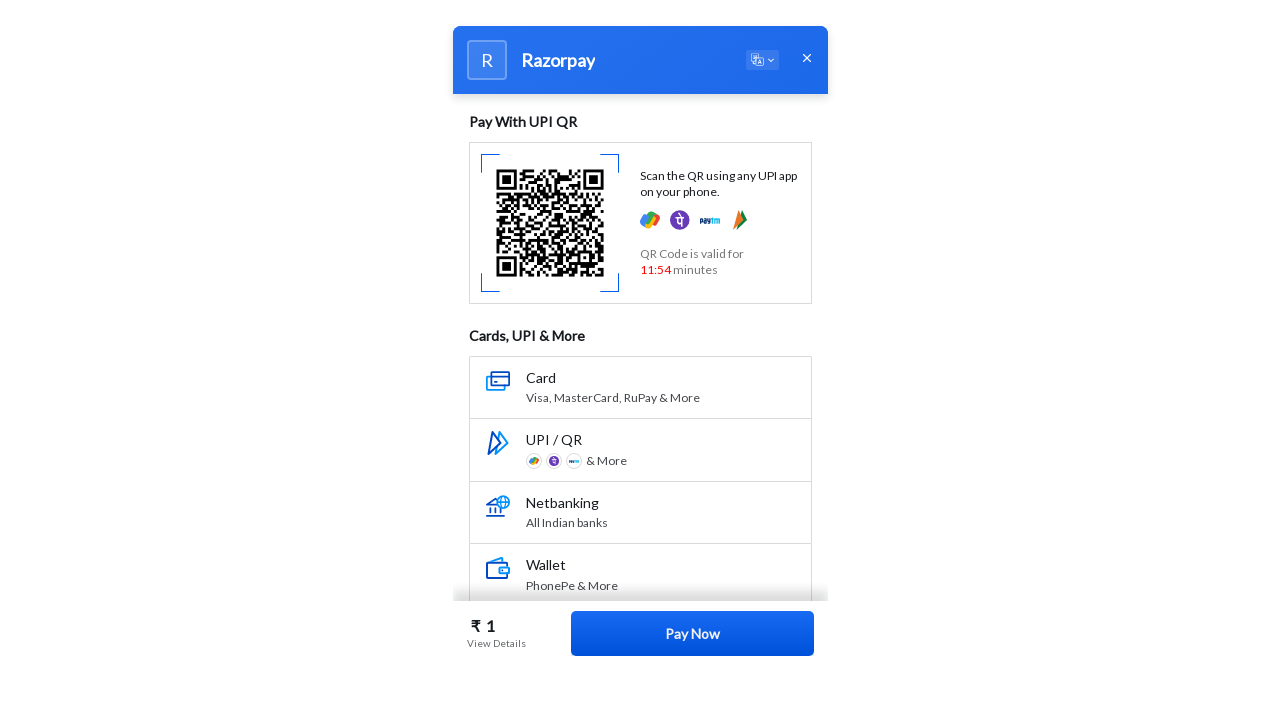 R
Razorpay
Pay With UPI QR
Scan the QR using any UPI app
on your phone.
paytm
QR Code is valid for
11:54 minutes
Cards, UPI & More
Card
Visa, MasterCard, RuPay & More
UPI / QR
& More
Netbanking
All Indian banks
Wallet
PhonePe & More
₹ 1
View Details
Pay Now